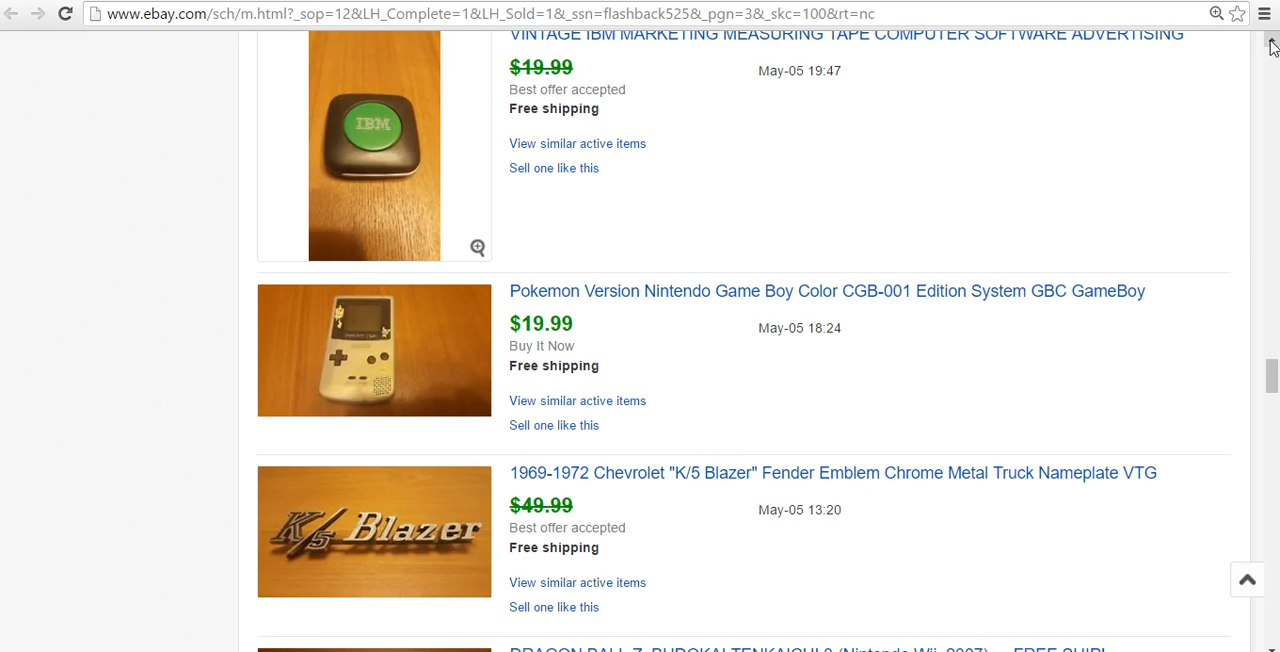 www.ebay.com/sch/m.html?_sop=12&LH_Complete=1&LH_Sold=1&_ssn=flashback525&_pgn=3&_skc=100&rt=nc
VINTAGE IBM MARKETING MEASURING TAPE COMPUTER SOFTWARE ADVERTISING
$19.99
May-05 19:47
Best offer accepted
Free shipping
IBM
View similar active items
Sell one like this
Pokemon Version Nintendo Game Boy Color CGB-001 Edition System GBC GameBoy
$19.99
May-05 18:24
Buy It Now
Free shipping
View similar active items
Sell one like this
1969-1972 Chevrolet "K/5 Blazer" Fender Emblem Chrome Metal Truck Nameplate VTG
$49.99
May-05 13:20
Best offer accepted
K/5 Blazer
Free shipping
View similar active items
Sell one like this
DRAGON BALL Z: BUDOKAI TENKAICHI 3 (Nintendo Wii, 2007)